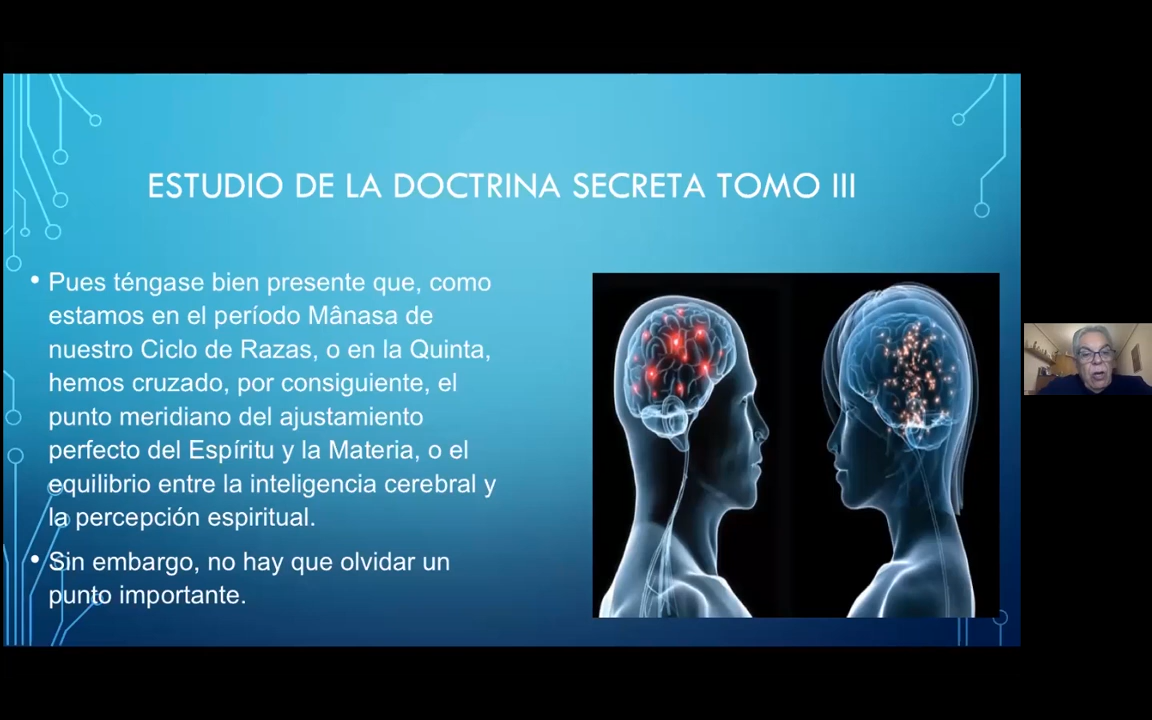 ESTUDIO DE LA DOCTRINA SECRETA TOMO III
• Pues téngase bien presente que, como
estamos en el período Mânasa de
nuestro Ciclo de Razas, o en la Quinta,
hemos cruzado, por consiguiente, el
punto meridiano del ajustamiento
perfecto del Espíritu y la Materia, o el
equilibrio entre la inteligencia cerebral y
la percepción espiritual.
• Sin embargo, no hay que olvidar un
punto importante.